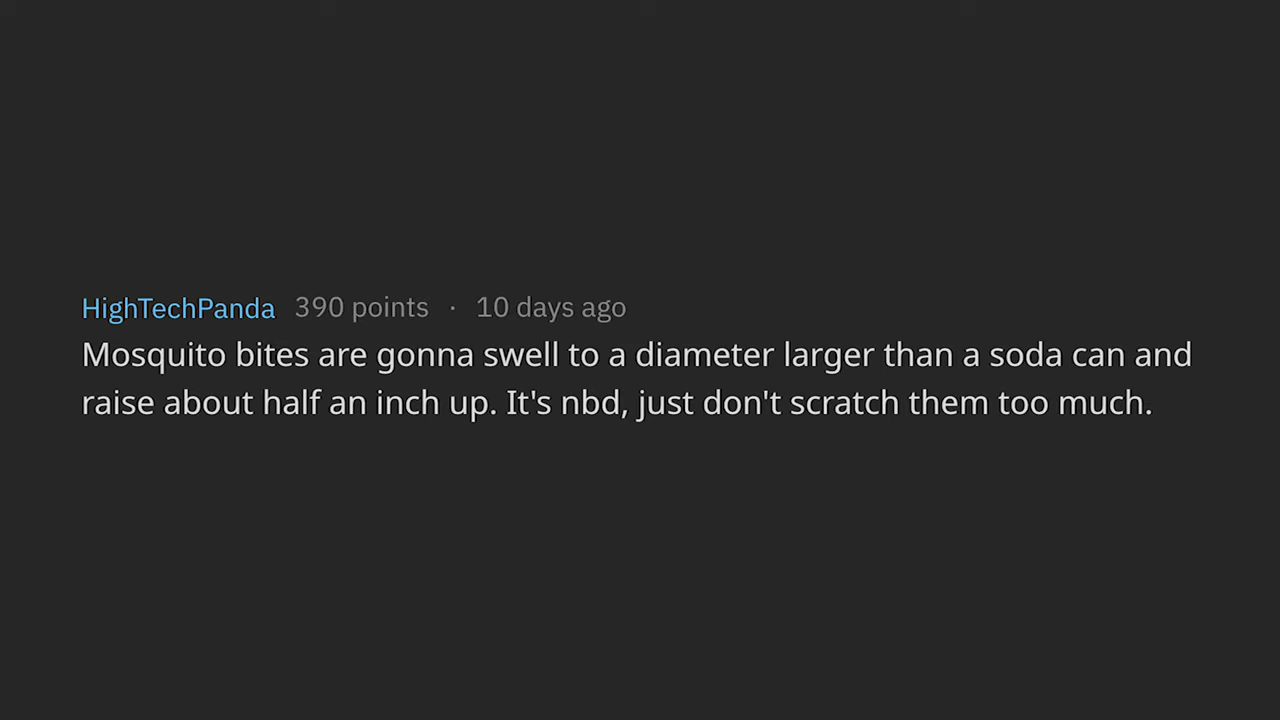 HighTechPanda 390 points · 10 days ago
Mosquito bites are gonna swell to a diameter larger than a soda can and
raise about half an inch up. It's nbd, just don't scratch them too much.